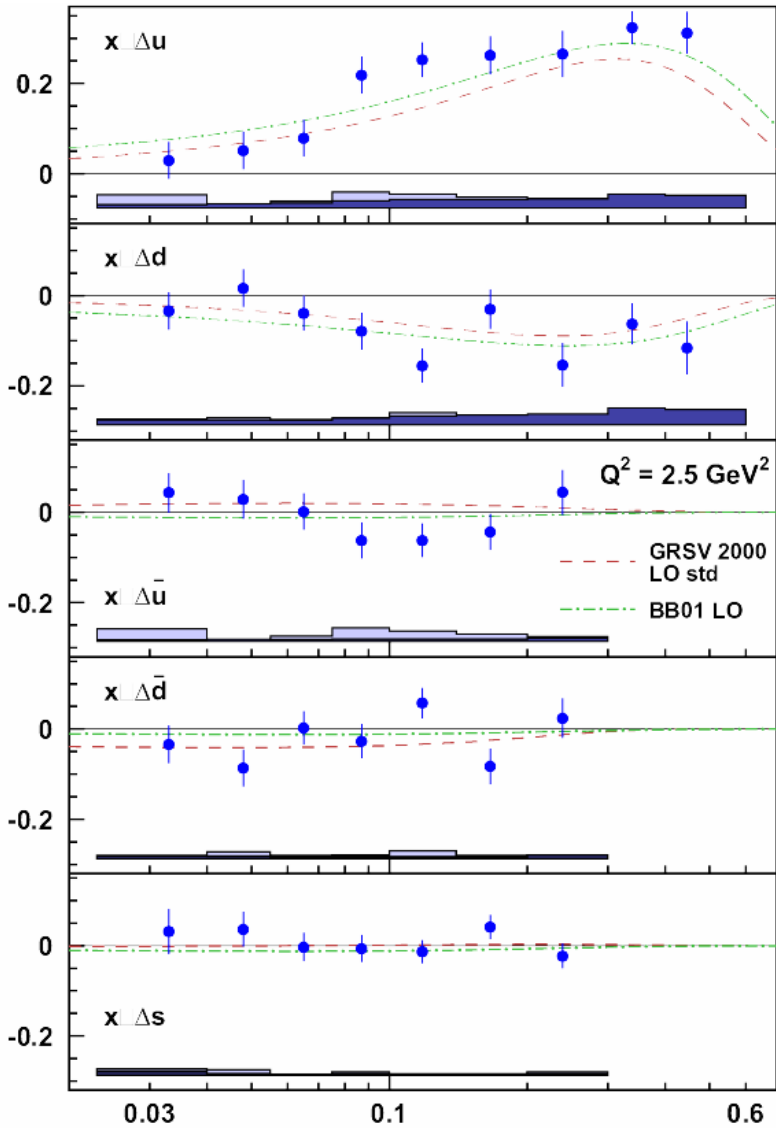 x Δu
0.2
0
x Δd
0
-0.2
Q² = 2.5 GeV²
0
GRSV 2000
LO std
BB01 LO
x Δū
-0.2
x Δd̄
0
-0.2
0
x Δs
-0.2
0.03 0.1 0.6